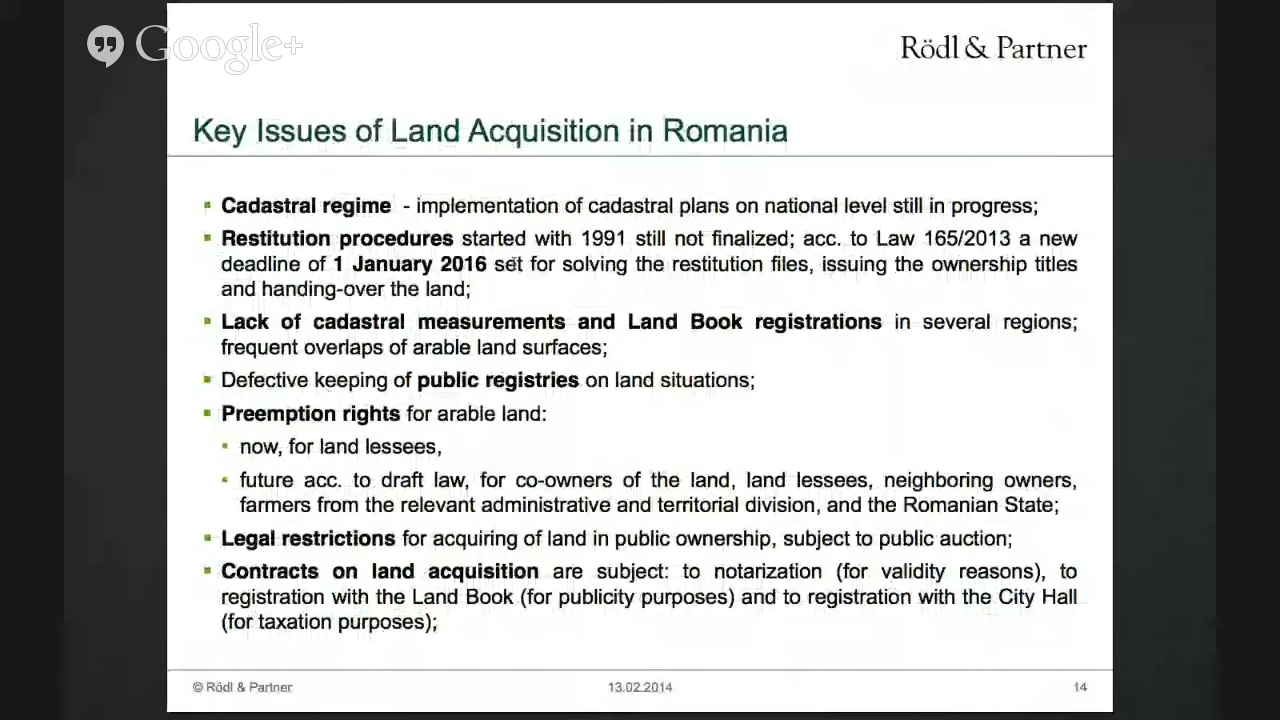 Google+
Rödl & Partner
Key Issues of Land Acquisition in Romania
Cadastral regime - implementation of cadastral plans on national level still in progress;
Restitution procedures started with 1991 still not finalized; acc. to Law 165/2013 a new
deadline of 1 January 2016 set for solving the restitution files, issuing the ownership titles
and handing-over the land;
Lack of cadastral measurements and Land Book registrations in several regions;
frequent overlaps of arable land surfaces;
Defective keeping of public registries on land situations;
Preemption rights for arable land:
now, for land lessees,
future acc. to draft law, for co-owners of the land, land lessees, neighboring owners,
farmers from the relevant administrative and territorial division, and the Romanian State;
Legal restrictions for acquiring of land in public ownership, subject to public auction;
Contracts on land acquisition are subject: to notarization (for validity reasons), to
registration with the Land Book (for publicity purposes) and to registration with the City Hall
(for taxation purposes);
© Rödl & Partner 13.02.2014 14